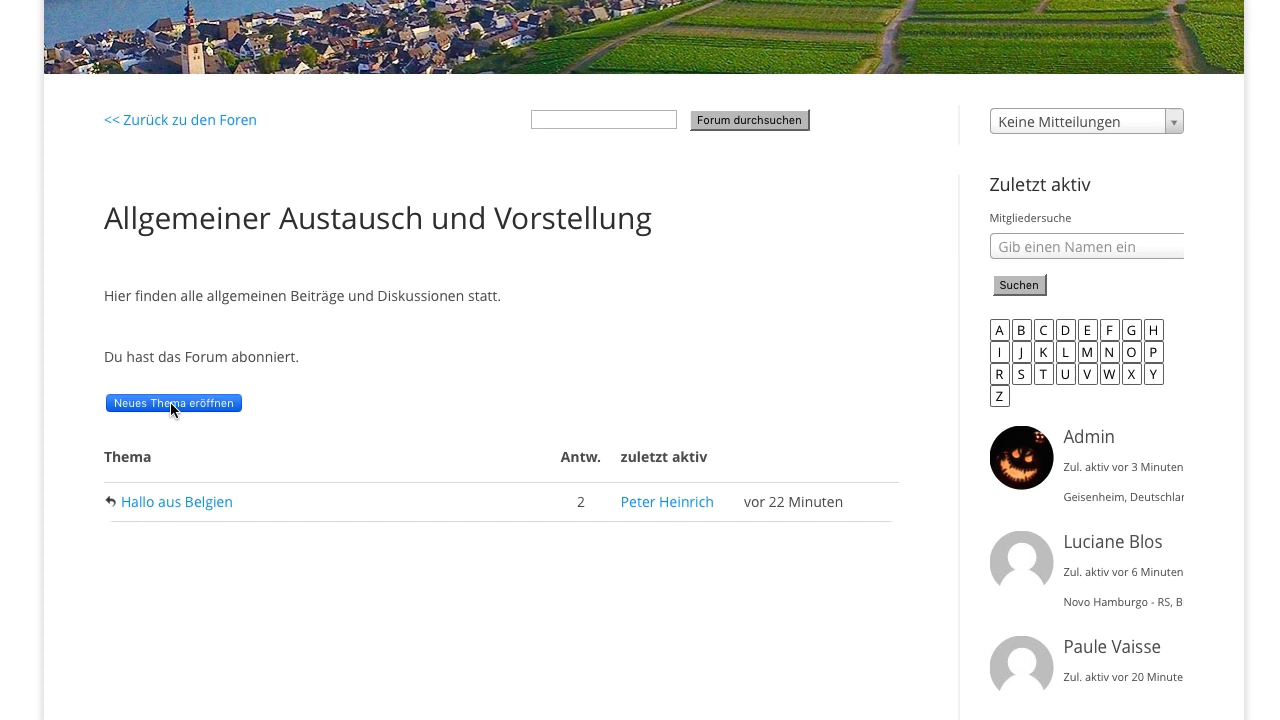 << Zurück zu den Foren
Forum durchsuchen
Keine Mitteilungen
Allgemeiner Austausch und Vorstellung
Hier finden alle allgemeinen Beiträge und Diskussionen statt.
Du hast das Forum abonniert.
Neues Thema eröffnen
Thema Antw. zuletzt aktiv
Hallo aus Belgien 2 Peter Heinrich vor 22 Minuten
Zuletzt aktiv
Mitgliedersuche
Gib einen Namen ein
Suchen
A B C D E F G H
I J K L M N O P
R S T U V W X Y
Z
Admin
Zul. aktiv vor 3 Minuten
Geisenheim, Deutschlar
Luciane Blos
Zul. aktiv vor 6 Minuten
Novo Hamburgo - RS, B
Paule Vaisse
Zul. aktiv vor 20 Minute